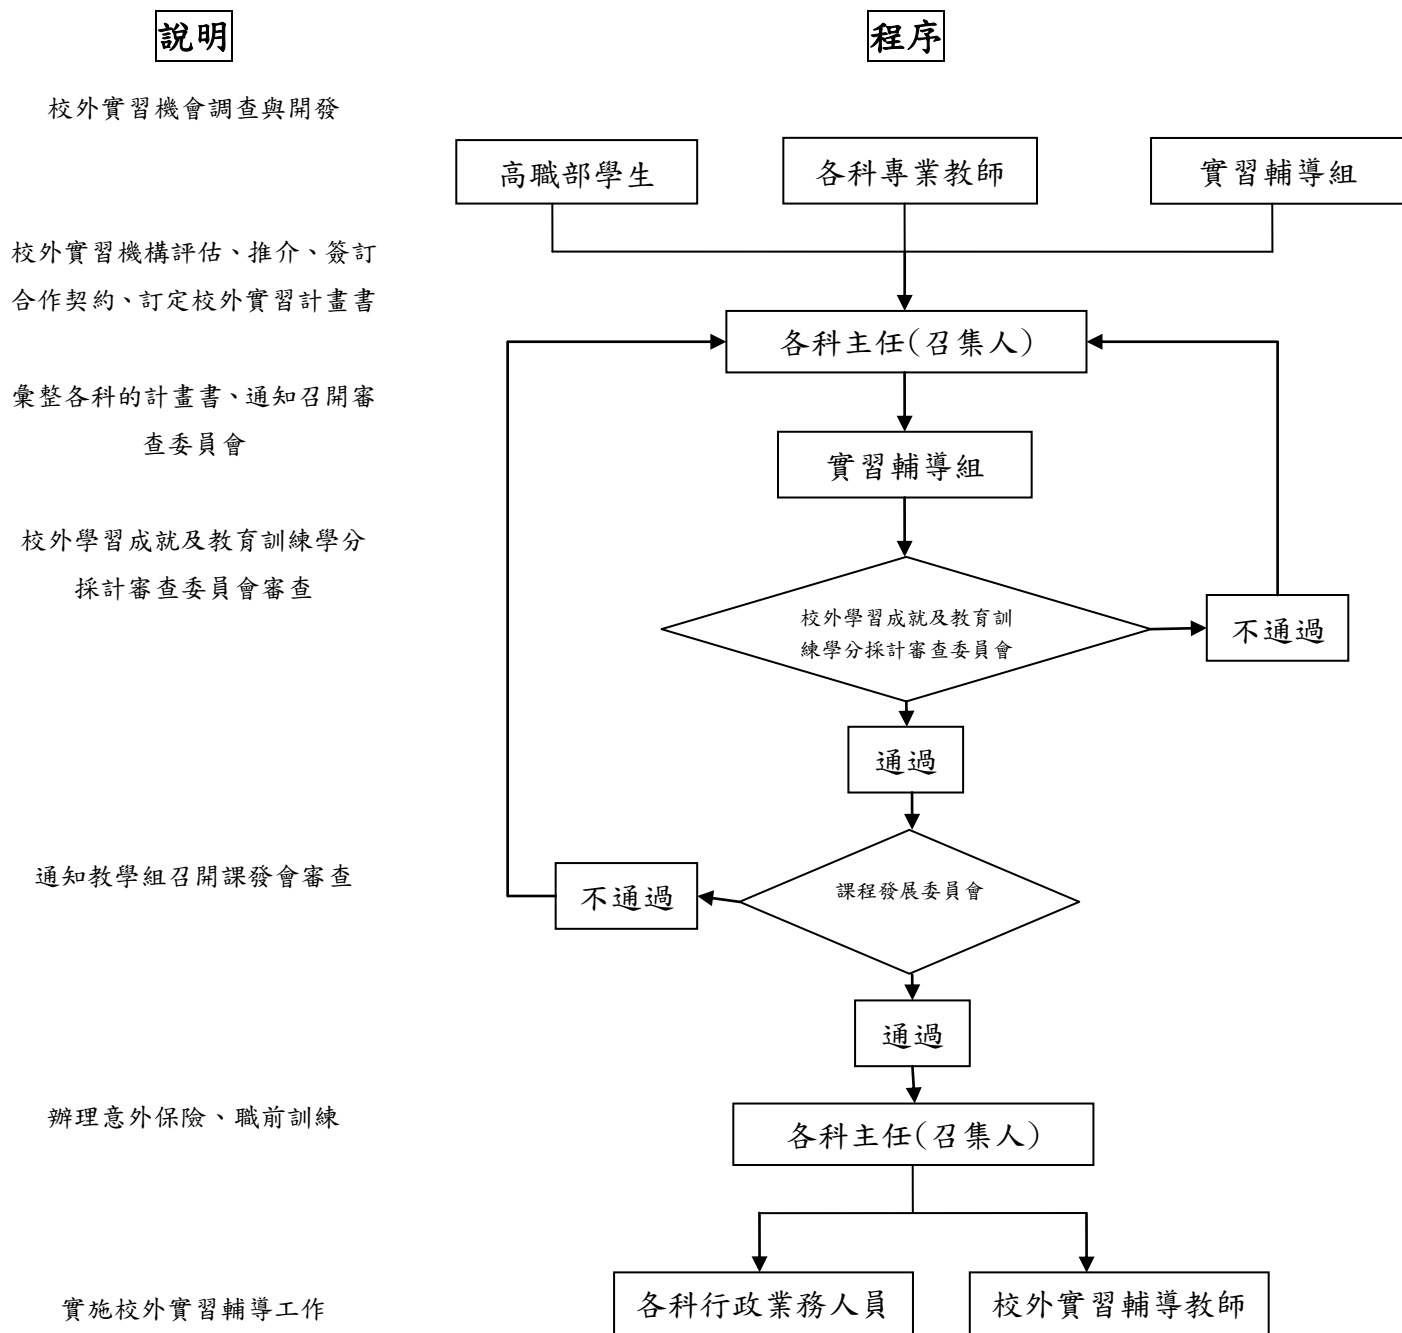 說明
程序
校外實習機會調查與開發
高職部學生
各科專業教師
實習輔導組
校外實習機構評估、推介、簽訂
合作契約、訂定校外實習計畫書
各科主任(召集人)
彙整各科的計畫書、通知召開審
查委員會
實習輔導組
校外學習成就及教育訓練學分
採計審查委員會審查
校外學習成就及教育訓
練學分採計審查委員會
不通過
通過
通知教學組召開課發會審查
不通過
課程發展委員會
通過
辦理意外保險、職前訓練
各科主任(召集人)
實施校外實習輔導工作
各科行政業務人員
校外實習輔導教師